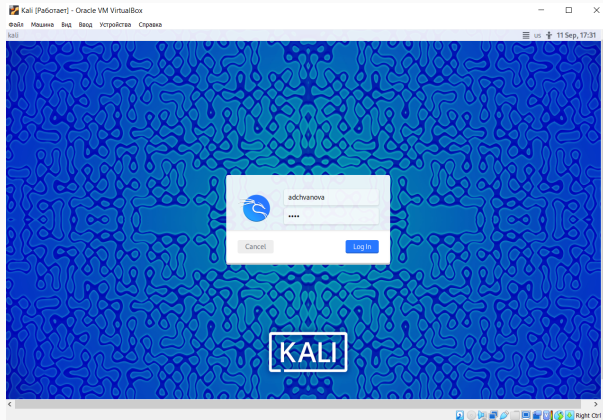 Kali [Работает] - Oracle VM VirtualBox
Файл Машина Вид Ввод Устройства Справка
kali us 11 Sep, 17:31
adchvanova
••••
Cancel Log In
KALI
Right Ctrl